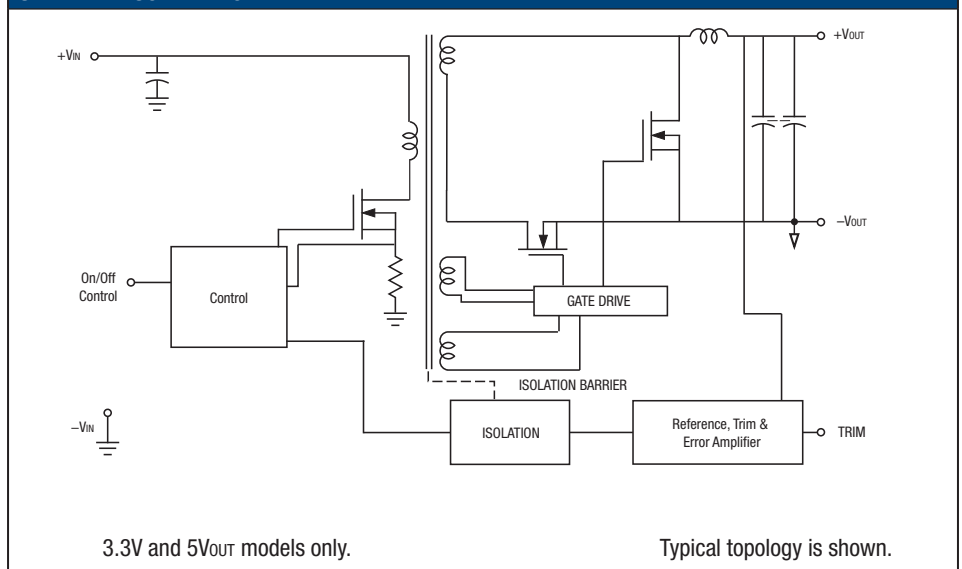 +VIN
+VOUT
−VOUT
On/Off
Control
Control
GATE DRIVE
ISOLATION BARRIER
−VIN
ISOLATION
Reference, Trim &
Error Amplifier
TRIM
3.3V and 5VOUT models only.
Typical topology is shown.